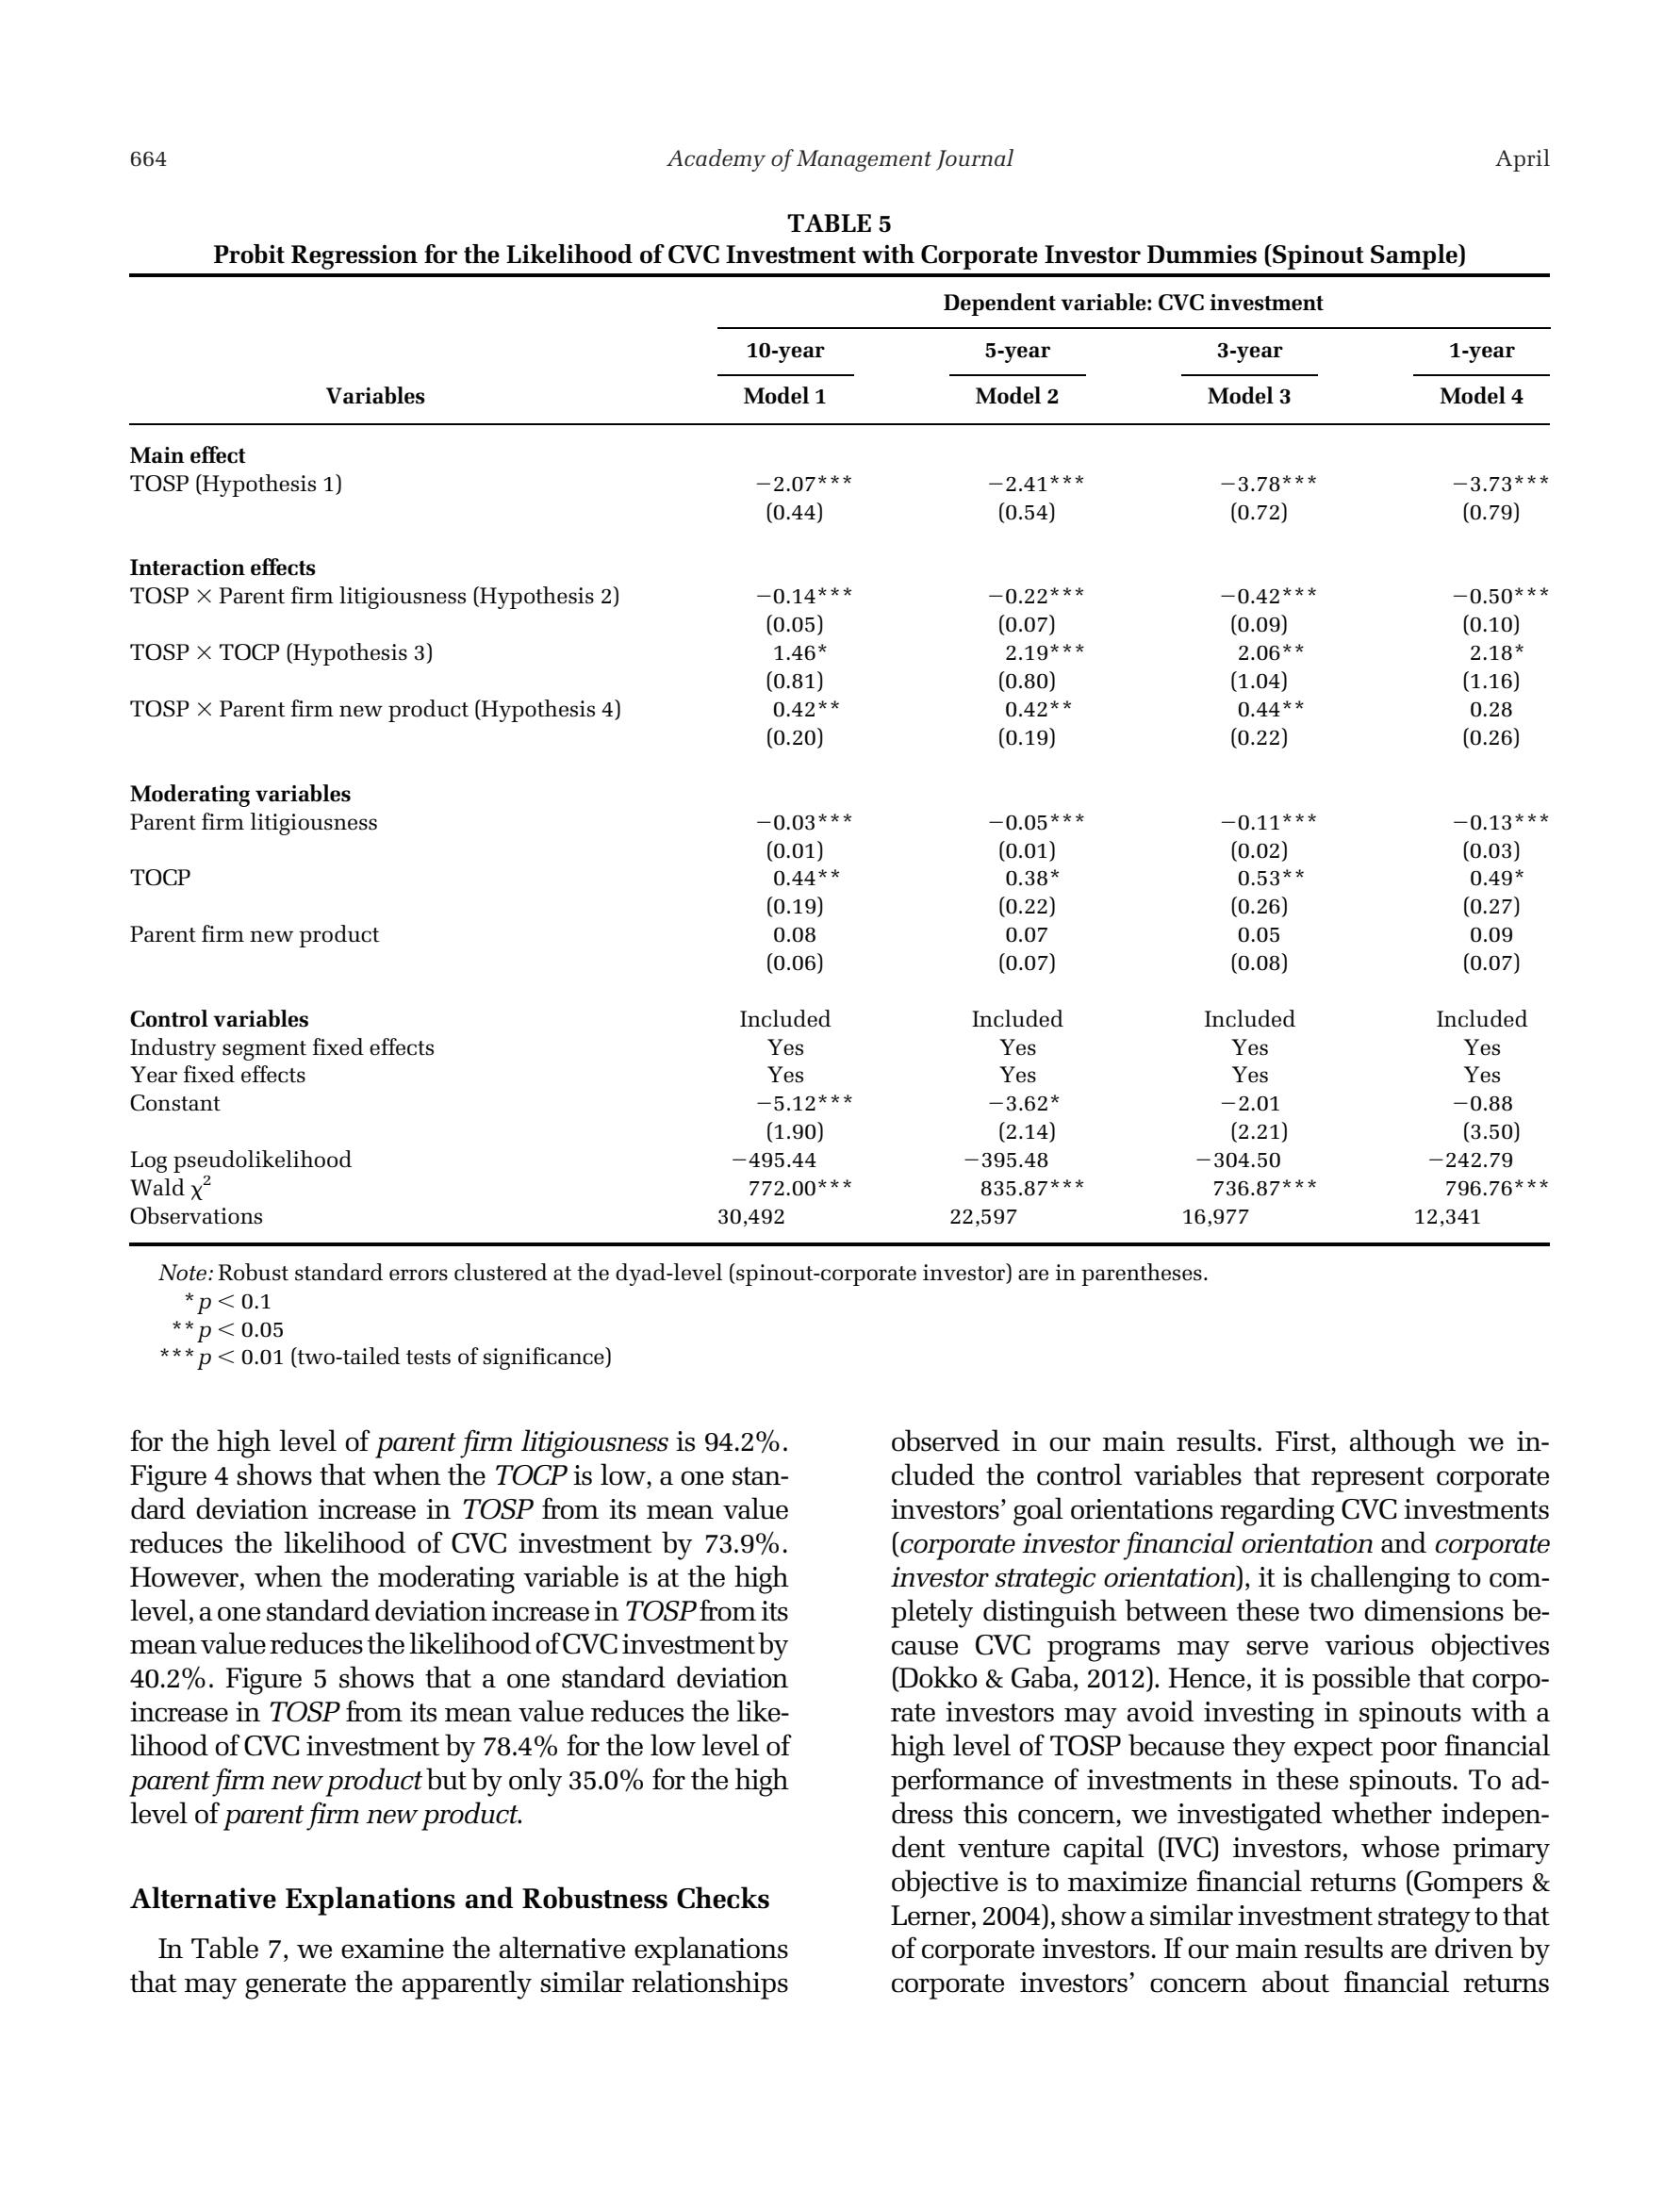 664 Academy of Management Journal April
TABLE 5
Probit Regression for the Likelihood of CVC Investment with Corporate Investor Dummies (Spinout Sample)
Dependent variable: CVC investment
10-year 5-year 3-year 1-year
Variables Model 1 Model 2 Model 3 Model 4
Main effect
TOSP (Hypothesis 1) −2.07*** −2.41*** −3.78*** −3.73***
(0.44) (0.54) (0.72) (0.79)
Interaction effects
TOSP × Parent firm litigiousness (Hypothesis 2) −0.14*** −0.22*** −0.42*** −0.50***
(0.05) (0.07) (0.09) (0.10)
TOSP × TOCP (Hypothesis 3) 1.46* 2.19*** 2.06** 2.18*
(0.81) (0.80) (1.04) (1.16)
TOSP × Parent firm new product (Hypothesis 4) 0.42** 0.42** 0.44** 0.28
(0.20) (0.19) (0.22) (0.26)
Moderating variables
Parent firm litigiousness −0.03*** −0.05*** −0.11*** −0.13***
(0.01) (0.01) (0.02) (0.03)
TOCP 0.44** 0.38* 0.53** 0.49*
(0.19) (0.22) (0.26) (0.27)
Parent firm new product 0.08 0.07 0.05 0.09
(0.06) (0.07) (0.08) (0.07)
Control variables Included Included Included Included
Industry segment fixed effects Yes Yes Yes Yes
Year fixed effects Yes Yes Yes Yes
Constant −5.12*** −3.62* −2.01 −0.88
(1.90) (2.14) (2.21) (3.50)
Log pseudolikelihood −495.44 −395.48 −304.50 −242.79
Wald χ² 772.00*** 835.87*** 736.87*** 796.76***
Observations 30,492 22,597 16,977 12,341
Note: Robust standard errors clustered at the dyad-level (spinout-corporate investor) are in parentheses.
* p < 0.1
** p < 0.05
*** p < 0.01 (two-tailed tests of significance)
for the high level of parent firm litigiousness is 94.2%.
Figure 4 shows that when the TOCP is low, a one stan-
dard deviation increase in TOSP from its mean value
reduces the likelihood of CVC investment by 73.9%.
However, when the moderating variable is at the high
level, a one standard deviation increase in TOSP from its
mean value reduces the likelihood of CVC investment by
40.2%. Figure 5 shows that a one standard deviation
increase in TOSP from its mean value reduces the like-
lihood of CVC investment by 78.4% for the low level of
parent firm new product but by only 35.0% for the high
level of parent firm new product.
Alternative Explanations and Robustness Checks
In Table 7, we examine the alternative explanations
that may generate the apparently similar relationships
observed in our main results. First, although we in-
cluded the control variables that represent corporate
investors' goal orientations regarding CVC investments
(corporate investor financial orientation and corporate
investor strategic orientation), it is challenging to com-
pletely distinguish between these two dimensions be-
cause CVC programs may serve various objectives
(Dokko & Gaba, 2012). Hence, it is possible that corpo-
rate investors may avoid investing in spinouts with a
high level of TOSP because they expect poor financial
performance of investments in these spinouts. To ad-
dress this concern, we investigated whether indepen-
dent venture capital (IVC) investors, whose primary
objective is to maximize financial returns (Gompers &
Lerner, 2004), show a similar investment strategy to that
of corporate investors. If our main results are driven by
corporate investors' concern about financial returns